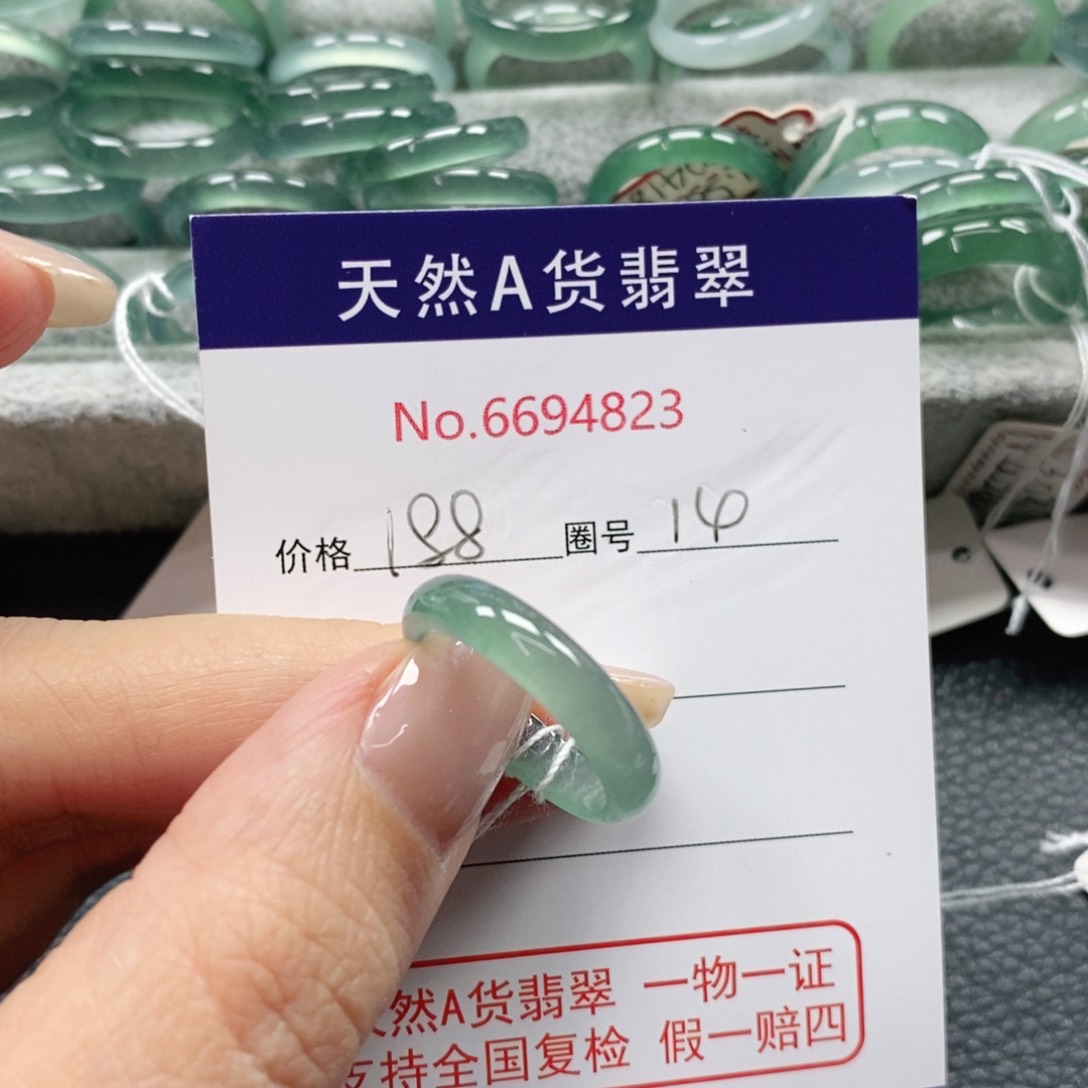 天然A货翡翠
No.6694823
价格 188 圈号 14
然A货翡翠 一物一证
支持全国复检 假一赔四